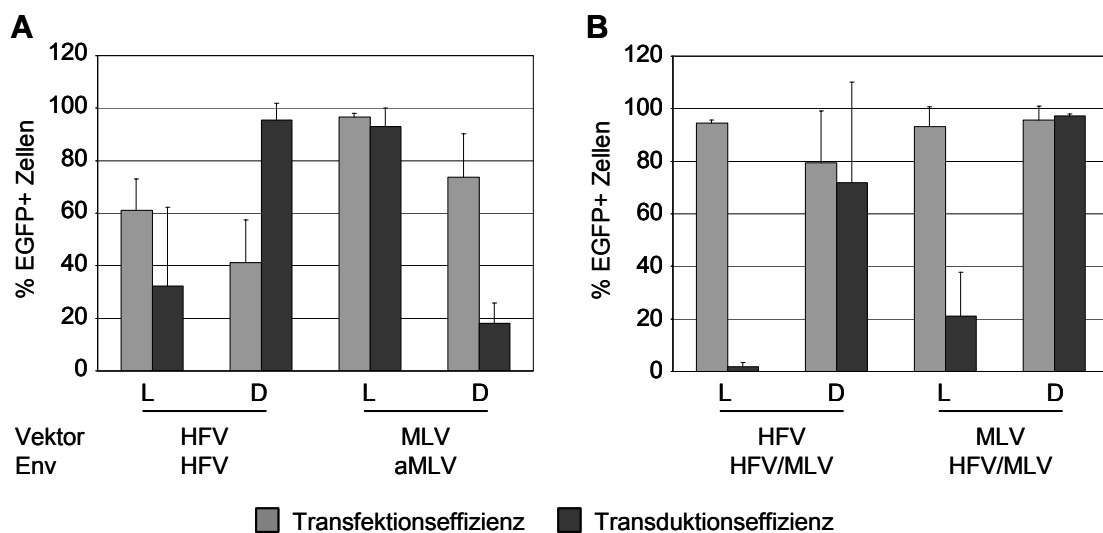 A
% EGFP+ Zellen
120
100
80
60
40
20
0
L D L D
Vektor HFV MLV
Env HFV aMLV
B
% EGFP+ Zellen
120
100
80
60
40
20
0
L D L D
HFV MLV
HFV/MLV HFV/MLV
Transfektionseffizienz Transduktionseffizienz